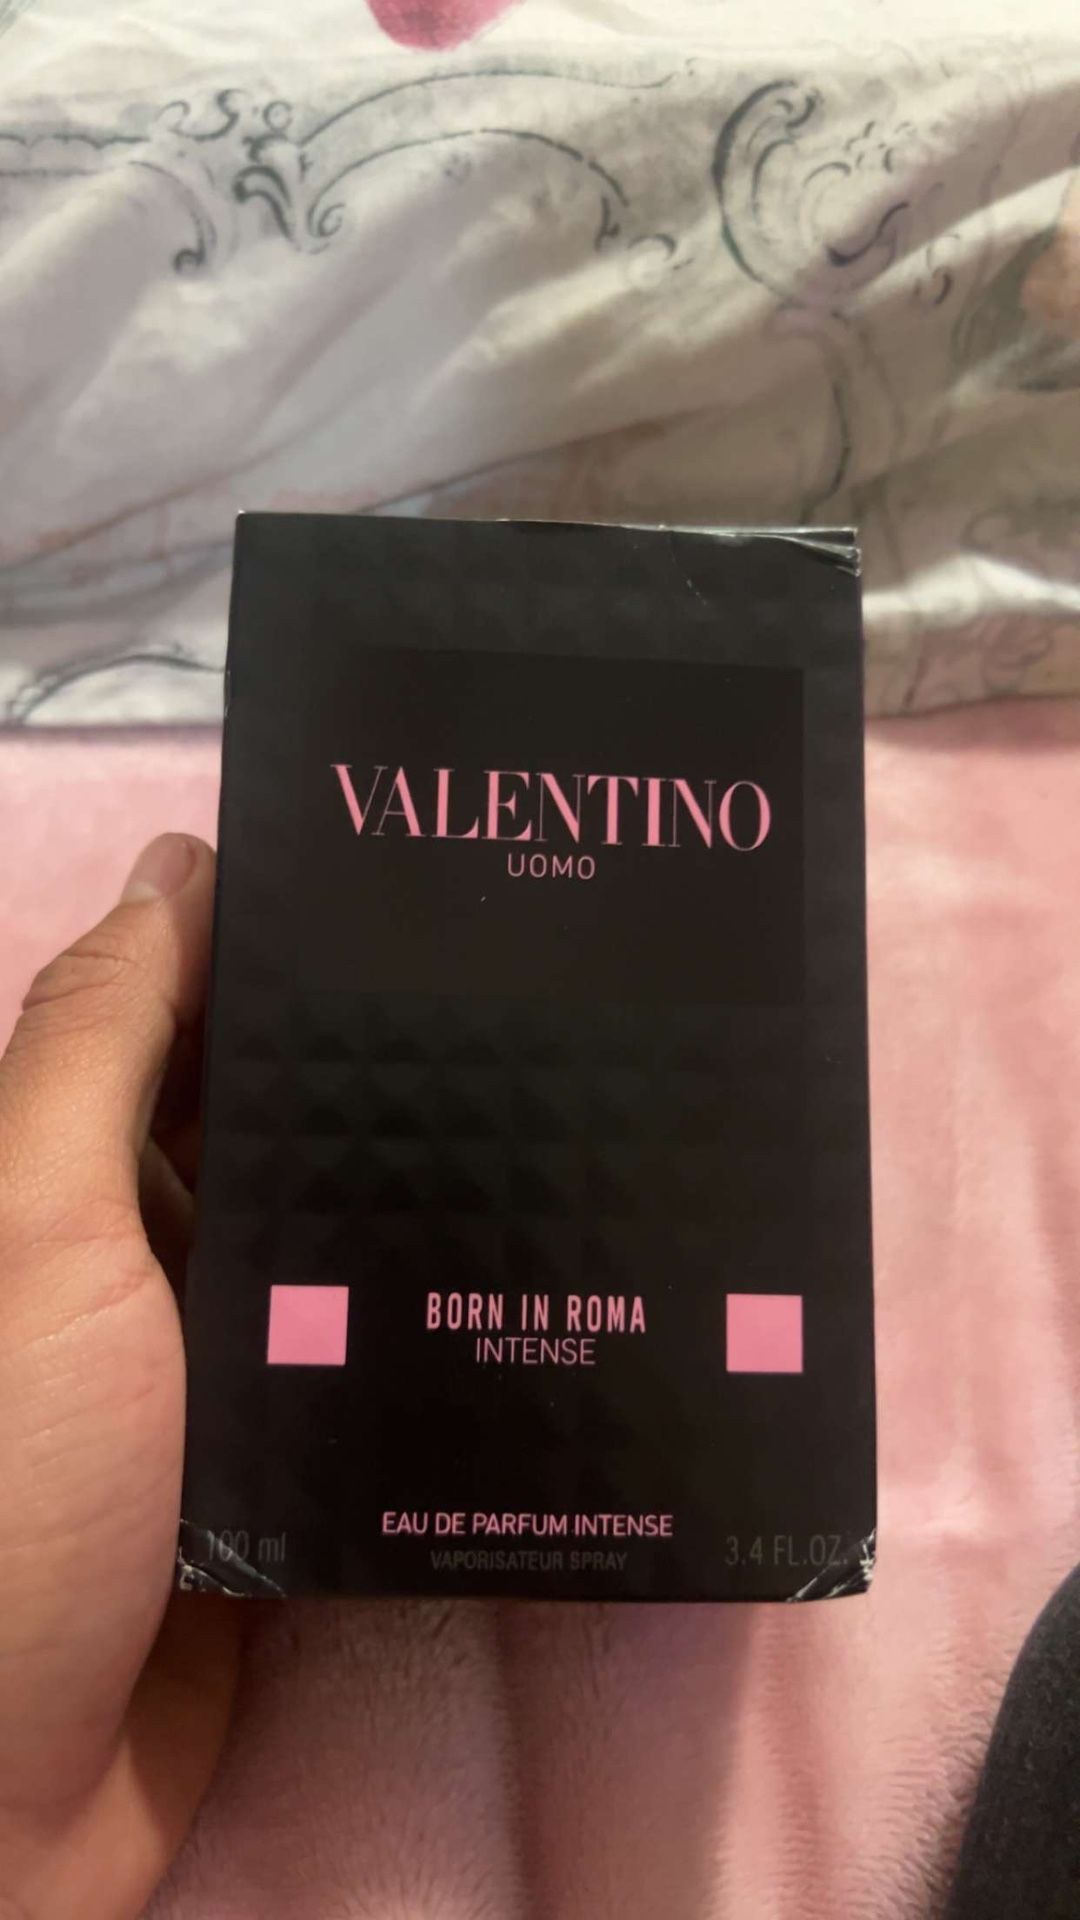 VALENTINO
UOMO
BORN IN ROMA
INTENSE
EAU DE PARFUM INTENSE
100 ml
VAPORISATEUR SPRAY
3.4 FL.OZ.